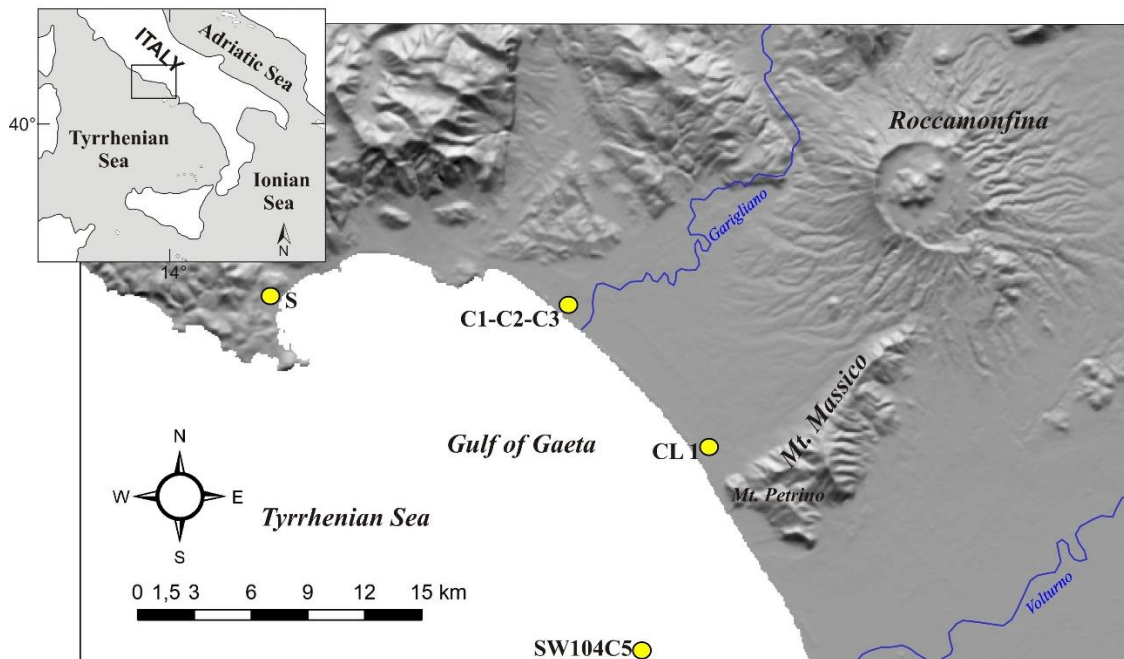 ITALY
Adriatic Sea
40°
Tyrrhenian
Sea
Ionian
Sea
N
14°
Roccamonfina
Garigliano
S
C1-C2-C3
Mt. Massico
Gulf of Gaeta
CL 1
Mt. Petrino
N
W E
S
Tyrrhenian Sea
Volturno
0 1,5 3 6 9 12 15 km
SW104C5